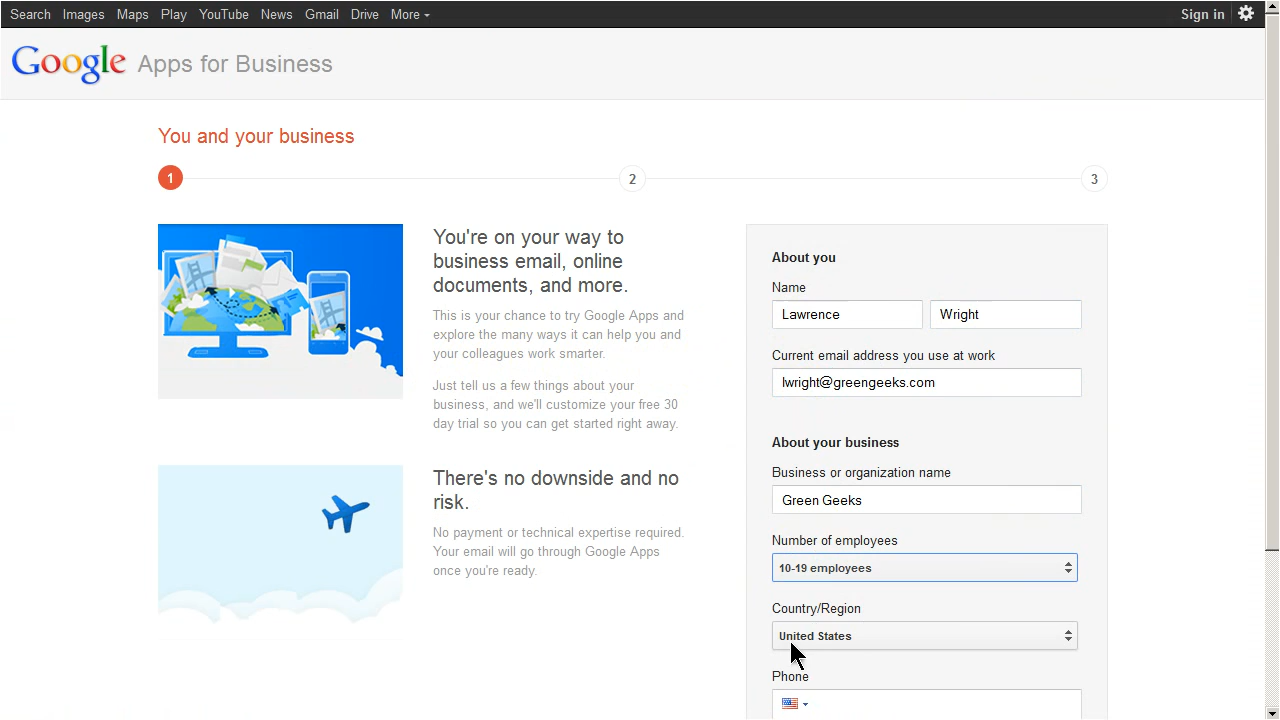 Search Images Maps Play YouTube News Gmail Drive More Sign in
Google Apps for Business
You and your business
1 2 3
You're on your way to
business email, online
documents, and more.
This is your chance to try Google Apps and
explore the many ways it can help you and
your colleagues work smarter.
Just tell us a few things about your
business, and we'll customize your free 30
day trial so you can get started right away.
There's no downside and no
risk.
No payment or technical expertise required.
Your email will go through Google Apps
once you're ready.
About you
Name
Lawrence Wright
Current email address you use at work
lwright@greengeeks.com
About your business
Business or organization name
Green Geeks
Number of employees
10-19 employees
Country/Region
United States
Phone